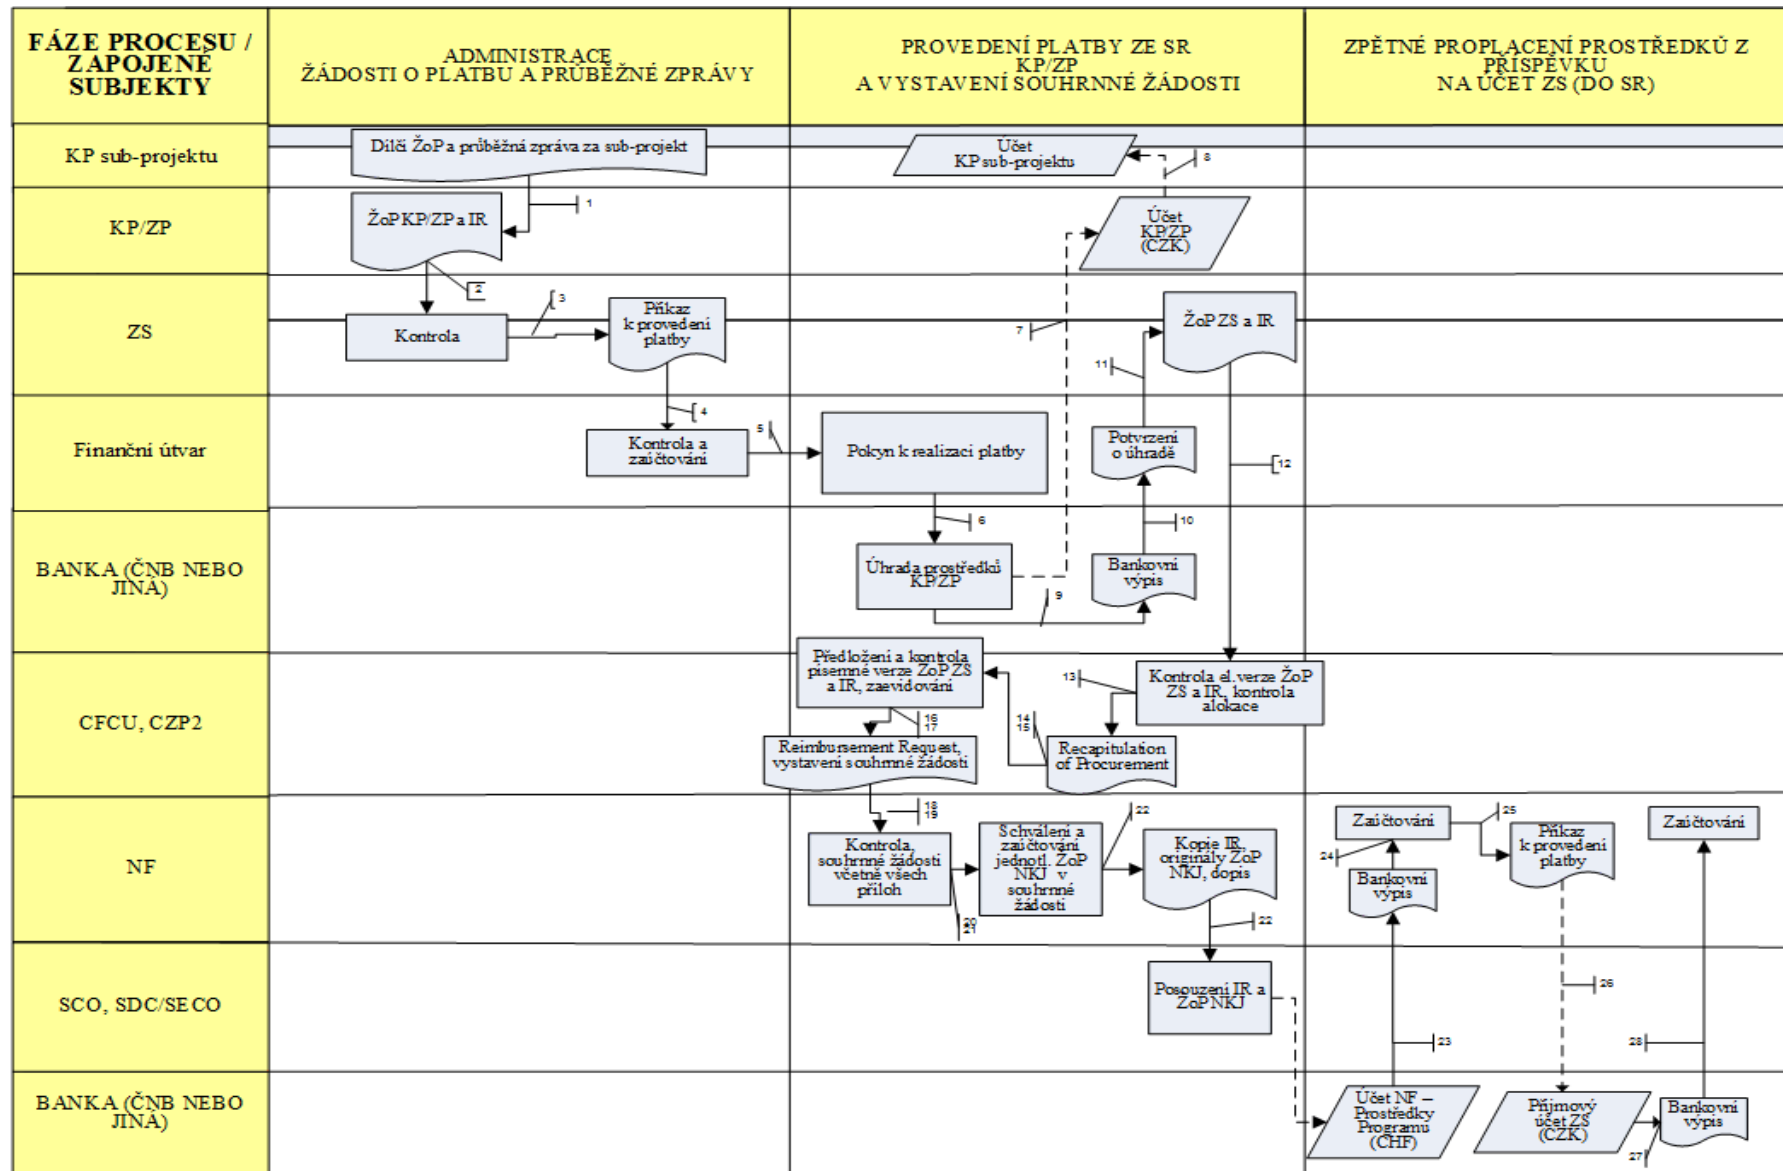 FÁZE PROCESU /
ZAPOJENÉ
SUBJEKTY
ADMINISTRACE
ŽÁDOSTI O PLATBU A PRŮBĚŽNÉ ZPRÁVY
PROVEDENÍ PLATBY ZE SR
KP/ZP
A VYSTAVENÍ SOUHRNNÉ ŽÁDOSTI
ZPĚTNÉ PROPLACENÍ PROSTŘEDKŮ Z
PŘÍSPĚVKU
NA ÚČET ZS (DO SR)
KP sub-projektu
Dílčí ŽoP a průběžná zpráva za sub-projekt
Účet
KP sub-projektu
8
KP/ZP
ŽoP KP/ZP a IR
1
Účet
KP/ZP
(CZK)
2
ZS
Kontrola
3
Příkaz
k provedení
platby
7
ŽoP ZS a IR
11
4
Finanční útvar
Kontrola a
zaúčtování
5
Pokyn k realizaci platby
Potvrzení
o úhradě
12
6
10
BANKA (ČNB NEBO
JINÁ)
Úhrada prostředků
KP/ZP
Bankovní
výpis
9
CFCU, CZP2
Předložení a kontrola
písemné verze ŽoP ZS
a IR, zaevidování
13
Kontrola el.verze ŽoP
ZS a IR, kontrola
alokace
16
17
14
15
Reimbursement Request,
vystavení souhrnné žádosti
Recapitulation
of Procurement
NF
18
19
Kontrola,
souhrnné žádosti
včetně všech
příloh
20
21
Schválení a
zaúčtování
jednotl. ŽoP
NKJ v
souhrnné
žádosti
22
Kopie IR,
originály ŽoP
NKJ, dopis
22
Zaúčtování
25
24
Bankovní
výpis
Příkaz
k provedení
platby
Zaúčtování
SCO, SDC/SECO
Posouzení IR a
ŽoP NKJ
23
26
28
BANKA (ČNB NEBO
JINÁ)
Účet NF –
Prostředky
Programu
(CHF)
Příjmový
účet ZS
(CZK)
27
Bankovní
výpis